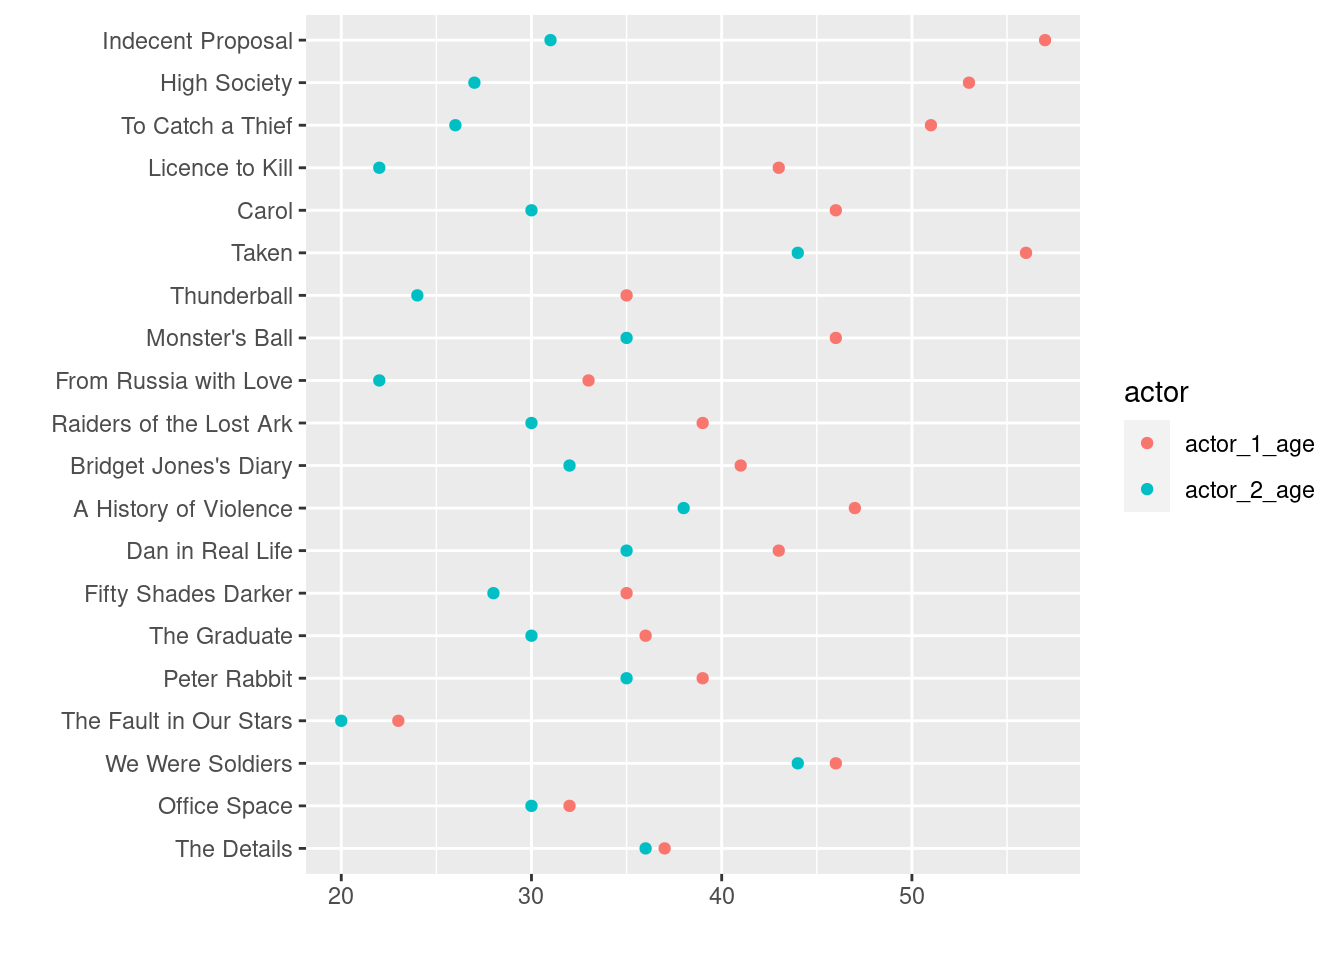 Indecent Proposal
High Society
To Catch a Thief
Licence to Kill
Carol
Taken
Thunderball
Monster's Ball
From Russia with Love
Raiders of the Lost Ark
Bridget Jones's Diary
A History of Violence
Dan in Real Life
Fifty Shades Darker
The Graduate
Peter Rabbit
The Fault in Our Stars
We Were Soldiers
Office Space
The Details
20 30 40 50
actor
actor_1_age
actor_2_age